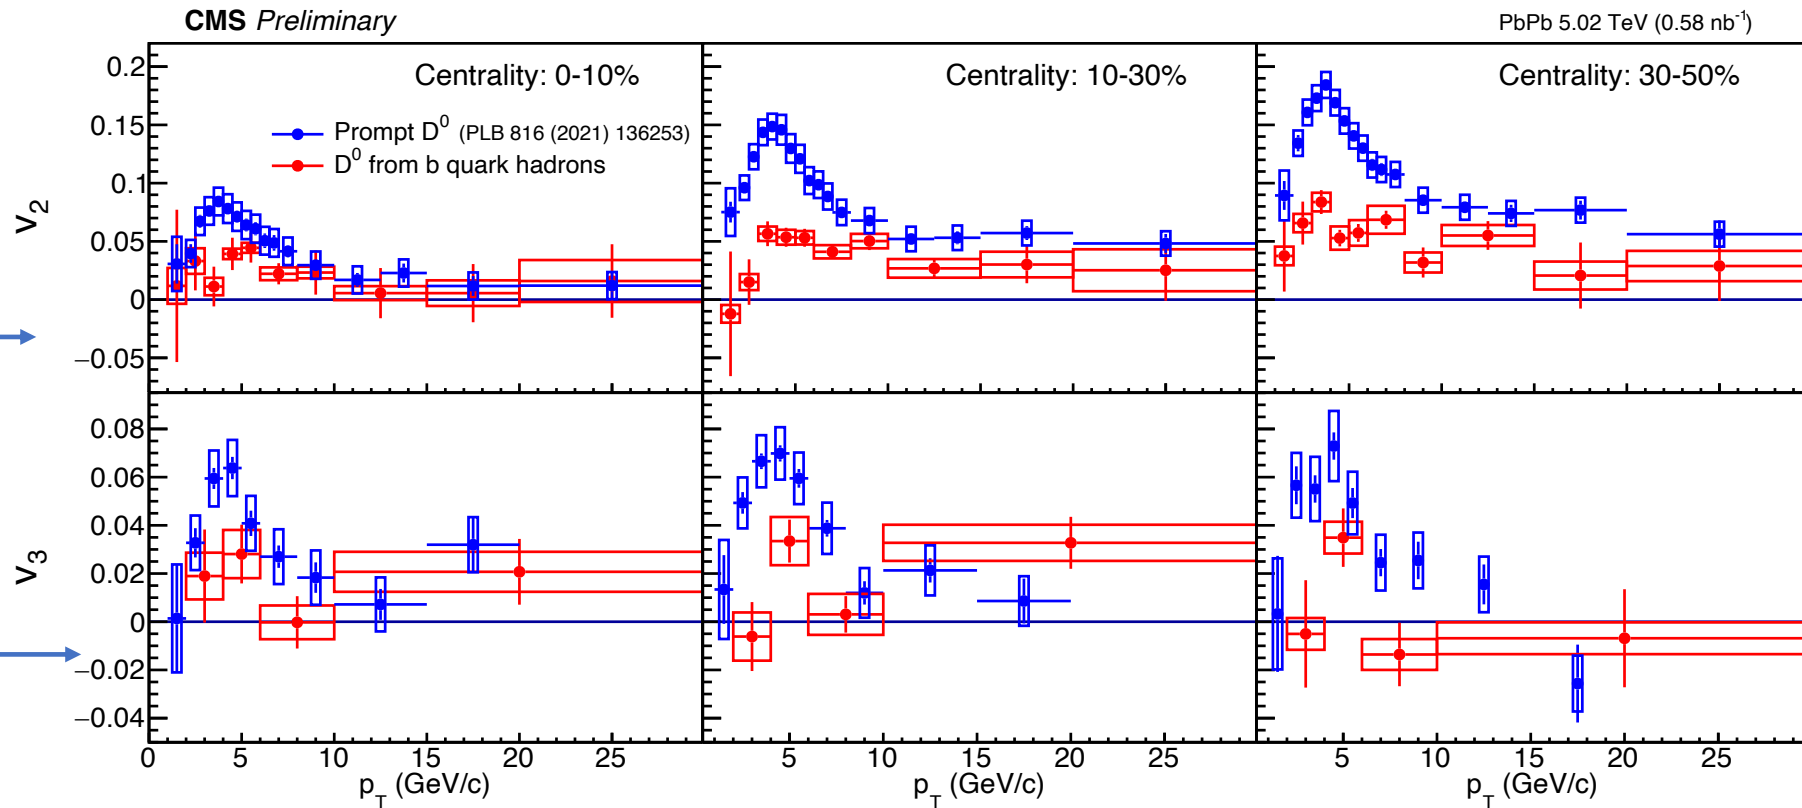 CMS Preliminary
PbPb 5.02 TeV (0.58 nb⁻¹)
Centrality: 0-10%
Centrality: 10-30%
Centrality: 30-50%
Prompt D⁰ (PLB 816 (2021) 136253)
D⁰ from b quark hadrons
v₂
0.2
0.15
0.1
0.05
0
−0.05
v₃
0.08
0.06
0.04
0.02
0
−0.02
−0.04
0 5 10 15 20 5 10 15 20 25 5 10 15 20 25
p_T (GeV/c) p_T (GeV/c) p_T (GeV/c)